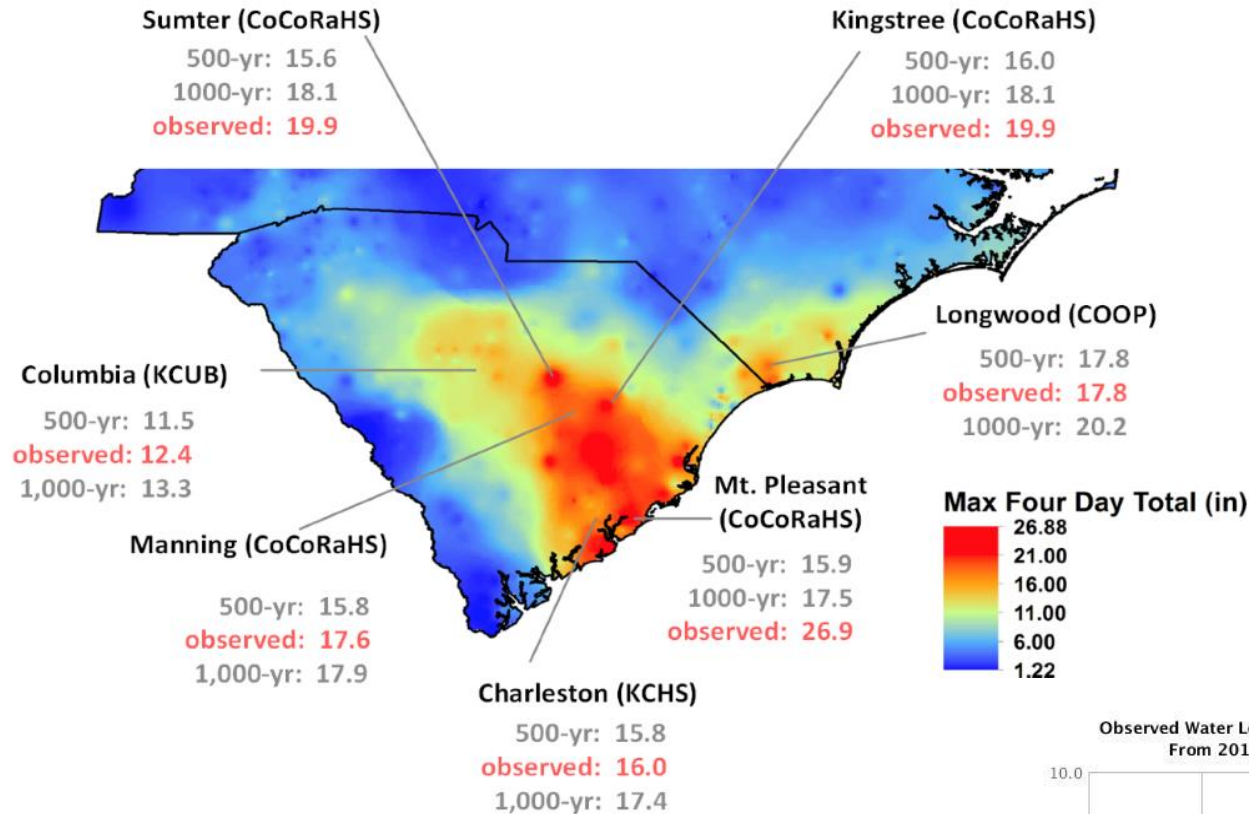 Sumter (CoCoRaHS)
500-yr: 15.6
1000-yr: 18.1
observed: 19.9
Kingstree (CoCoRaHS)
500-yr: 16.0
1000-yr: 18.1
observed: 19.9
Longwood (COOP)
500-yr: 17.8
observed: 17.8
1000-yr: 20.2
Columbia (KCUB)
500-yr: 11.5
observed: 12.4
1,000-yr: 13.3
Manning (CoCoRaHS)
500-yr: 15.8
observed: 17.6
1,000-yr: 17.9
Mt. Pleasant
(CoCoRaHS)
500-yr: 15.9
1000-yr: 17.5
observed: 26.9
Charleston (KCHS)
500-yr: 15.8
observed: 16.0
1,000-yr: 17.4
Max Four Day Total (in)
26.88
21.00
16.00
11.00
6.00
1.22
Observed Water L
From 201
10.0